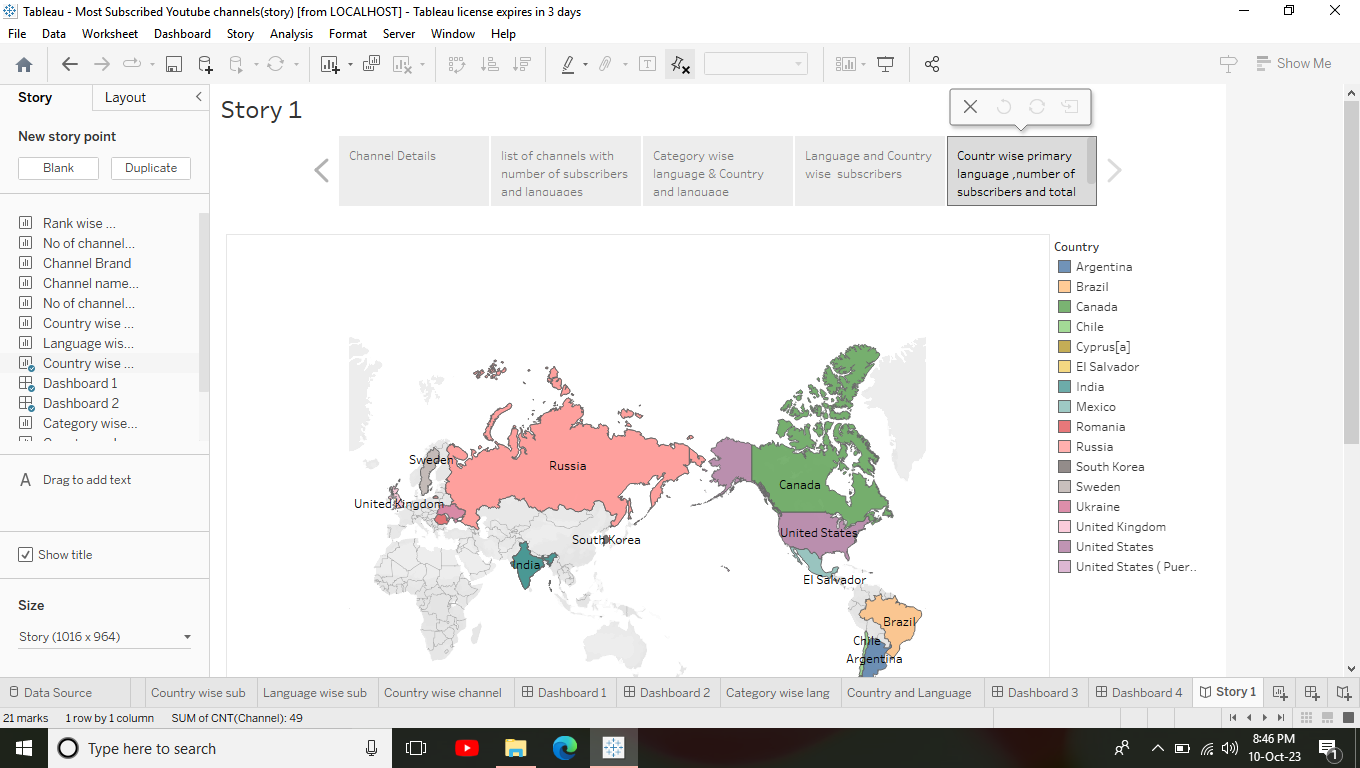 Tableau - Most Subscribed Youtube channels(story) [from LOCALHOST] - Tableau license expires in 3 days
File Data Worksheet Dashboard Story Analysis Format Server Window Help
Show Me
Story Layout
New story point
Blank Duplicate
Rank wise ...
No of channel...
Channel Brand
Channel name...
No of channel...
Country wise ...
Language wis...
Country wise ...
Dashboard 1
Dashboard 2
Category wise...
A Drag to add text
Show title
Size
Story (1016 x 964)
Story 1
Channel Details
list of channels with
number of subscribers
and languages
Category wise
language & Country
and language
Language and Country
wise subscribers
Countr wise primary
language ,number of
subscribers and total
Sweden
Russia
United Kingdom
South Korea
India
Canada
United States
El Salvador
Brazil
Chile
Argentina
Country
Argentina
Brazil
Canada
Chile
Cyprus[a]
El Salvador
India
Mexico
Romania
Russia
South Korea
Sweden
Ukraine
United Kingdom
United States
United States ( Puer..
Data Source Country wise sub Language wise sub Country wise channel Dashboard 1 Dashboard 2 Category wise lang Country and Language Dashboard 3 Dashboard 4 Story 1
21 marks 1 row by 1 column SUM of CNT(Channel): 49
Type here to search
8:46 PM
10-Oct-23
1